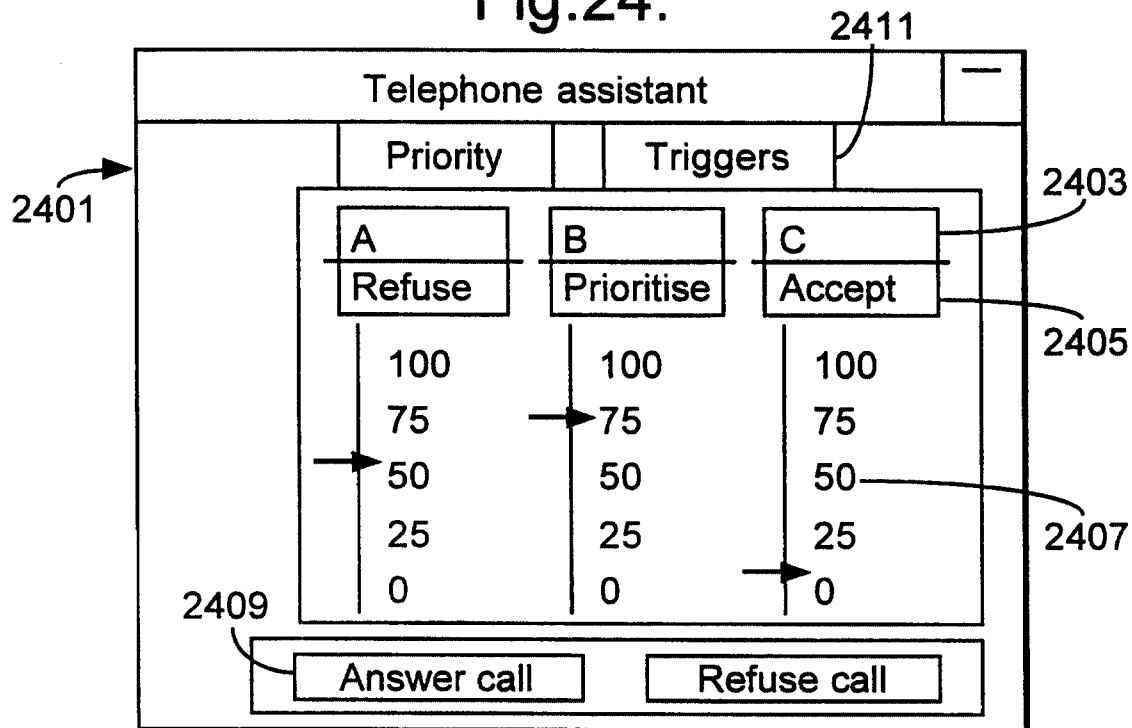 Fig.24.
2411
Telephone assistant
Priority Triggers
2401
2403
A B C
Refuse Prioritise Accept
2405
100 100 100
75 75 75
50 50 50
2407
25 25 25
0 0 0
2409
Answer call Refuse call